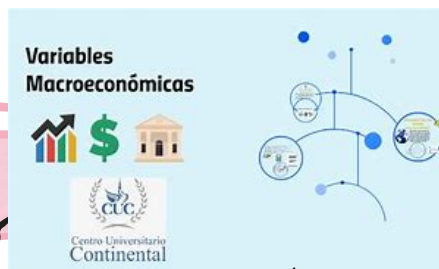 Variables
Macroeconómicas
CUC
Centro Universitario
Continental